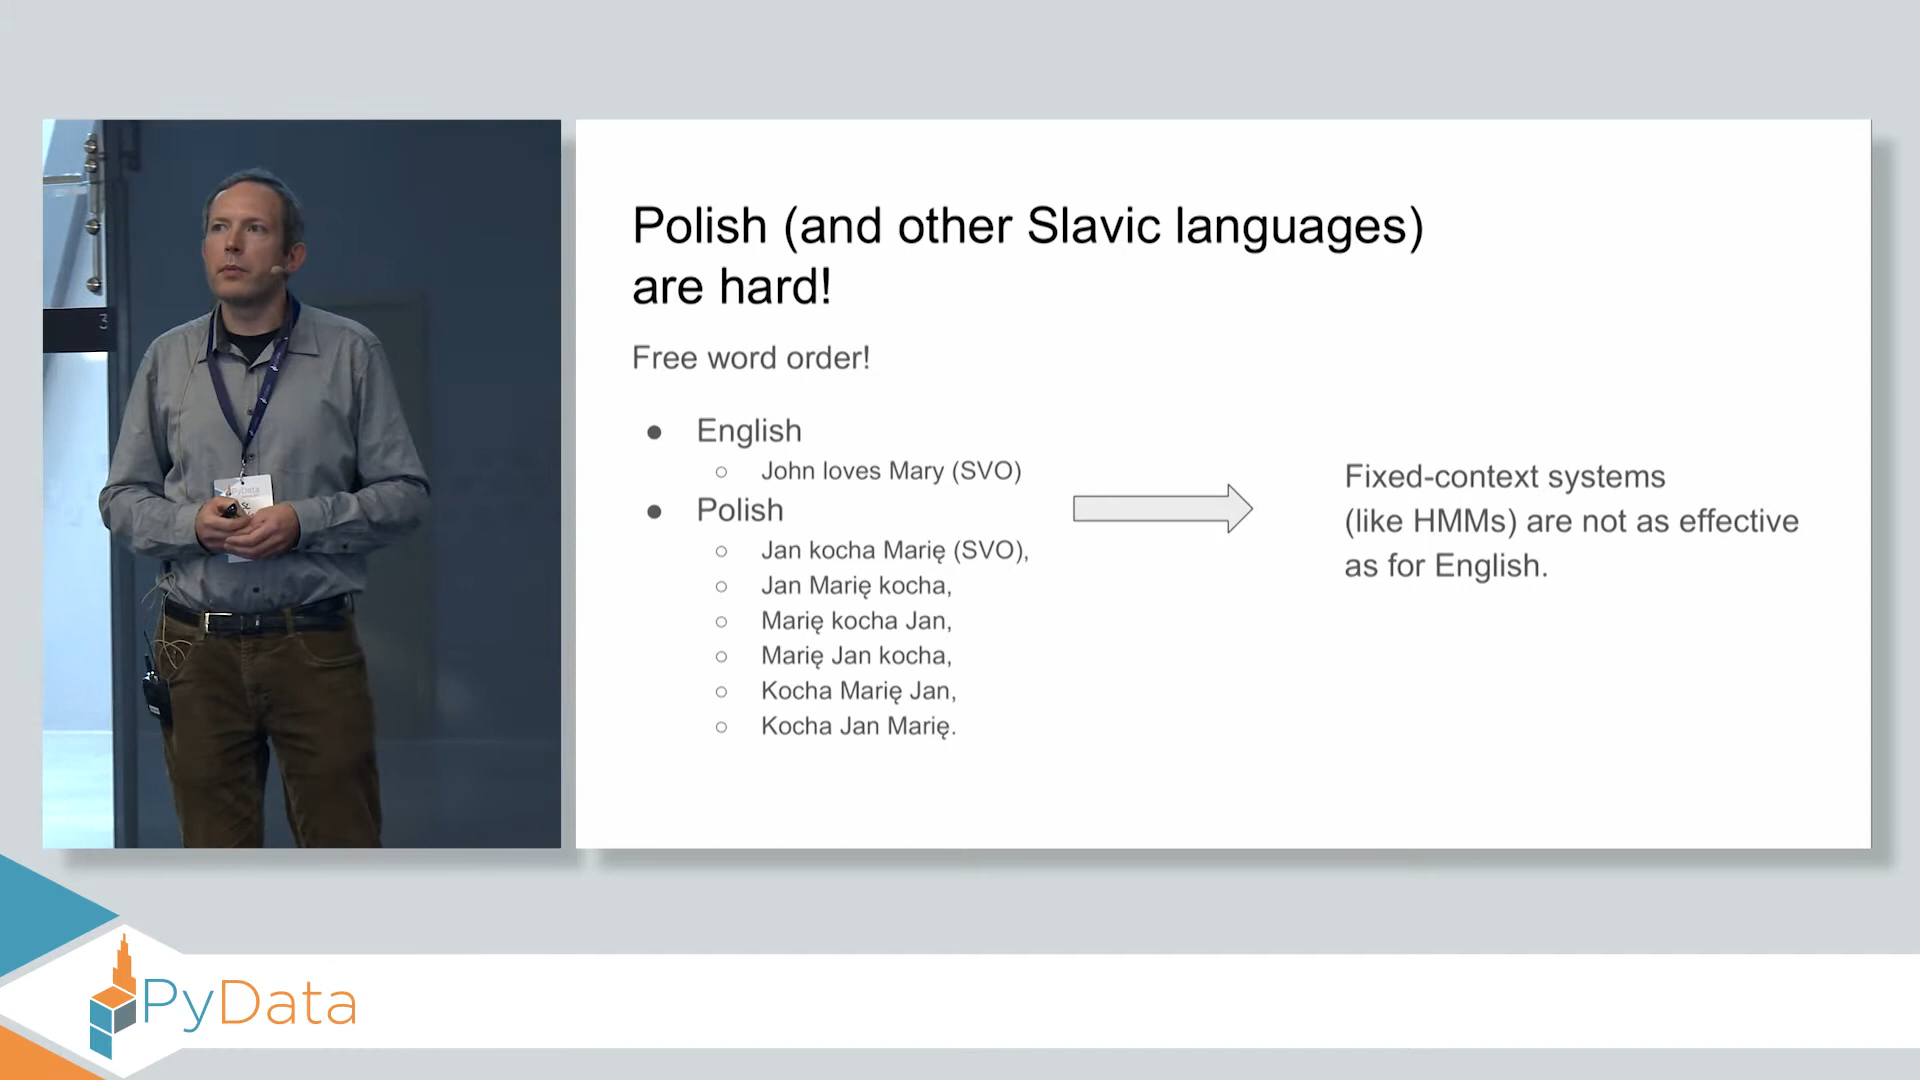 Polish (and other Slavic languages)
are hard!
Free word order!
● English
○ John loves Mary (SVO)
● Polish
○ Jan kocha Marię (SVO),
○ Jan Marię kocha,
○ Marię kocha Jan,
○ Marię Jan kocha,
○ Kocha Marię Jan,
○ Kocha Jan Marię.
Fixed-context systems
(like HMMs) are not as effective
as for English.
3
PyData
PyData